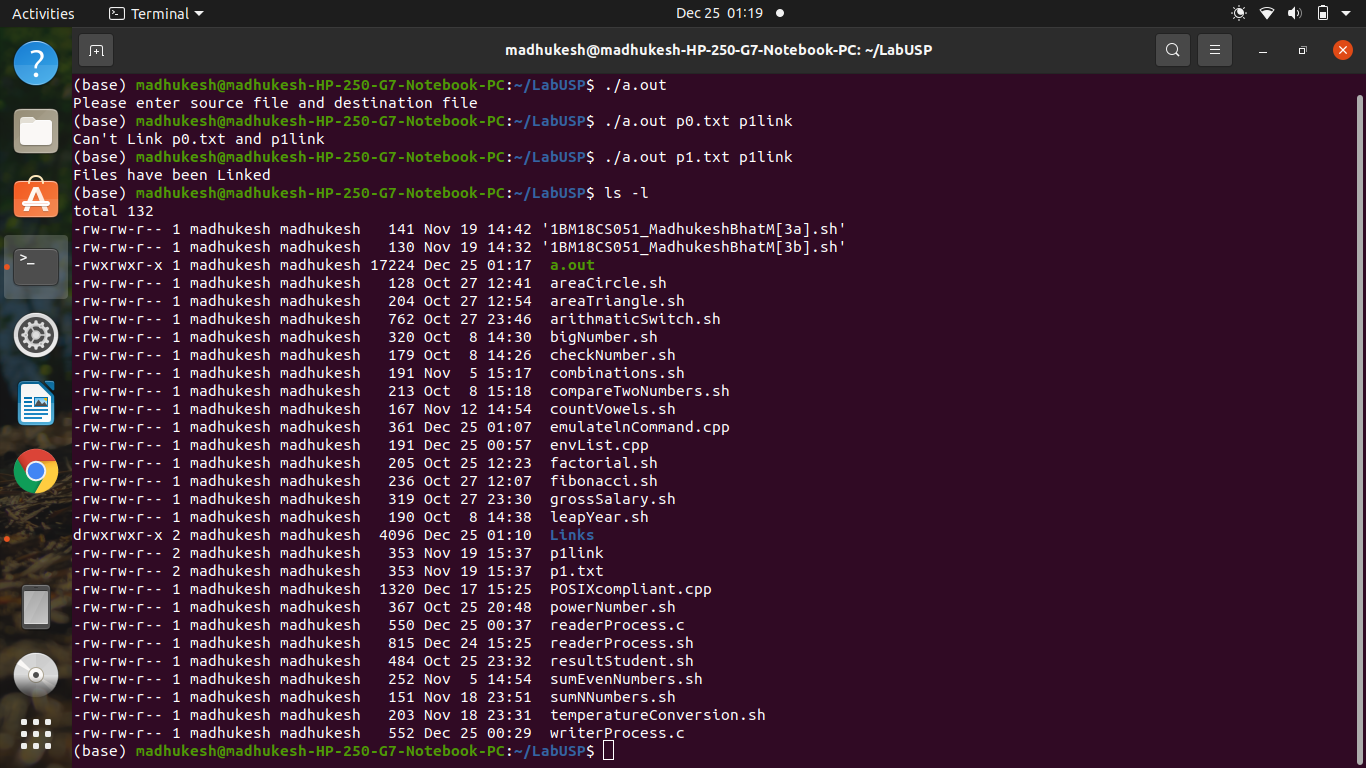 Activities Terminal Dec 25 01:19
madhukesh@madhukesh-HP-250-G7-Notebook-PC: ~/LabUSP
(base) madhukesh@madhukesh-HP-250-G7-Notebook-PC:~/LabUSP$ ./a.out
Please enter source file and destination file
(base) madhukesh@madhukesh-HP-250-G7-Notebook-PC:~/LabUSP$ ./a.out p0.txt p1link
Can't Link p0.txt and p1link
(base) madhukesh@madhukesh-HP-250-G7-Notebook-PC:~/LabUSP$ ./a.out p1.txt p1link
Files have been Linked
(base) madhukesh@madhukesh-HP-250-G7-Notebook-PC:~/LabUSP$ ls -l
total 132
-rw-rw-r-- 1 madhukesh madhukesh   141 Nov 19 14:42 '1BM18CS051_MadhukeshBhatM[3a].sh'
-rw-rw-r-- 1 madhukesh madhukesh   130 Nov 19 14:32 '1BM18CS051_MadhukeshBhatM[3b].sh'
-rwxrwxr-x 1 madhukesh madhukesh 17224 Dec 25 01:17  a.out
-rw-rw-r-- 1 madhukesh madhukesh   128 Oct 27 12:41  areaCircle.sh
-rw-rw-r-- 1 madhukesh madhukesh   204 Oct 27 12:54  areaTriangle.sh
-rw-rw-r-- 1 madhukesh madhukesh   762 Oct 27 23:46  arithmaticSwitch.sh
-rw-rw-r-- 1 madhukesh madhukesh   320 Oct  8 14:30  bigNumber.sh
-rw-rw-r-- 1 madhukesh madhukesh   179 Oct  8 14:26  checkNumber.sh
-rw-rw-r-- 1 madhukesh madhukesh   191 Nov  5 15:17  combinations.sh
-rw-rw-r-- 1 madhukesh madhukesh   213 Oct  8 15:18  compareTwoNumbers.sh
-rw-rw-r-- 1 madhukesh madhukesh   167 Nov 12 14:54  countVowels.sh
-rw-rw-r-- 1 madhukesh madhukesh   361 Dec 25 01:07  emulatelnCommand.cpp
-rw-rw-r-- 1 madhukesh madhukesh   191 Dec 25 00:57  envList.cpp
-rw-rw-r-- 1 madhukesh madhukesh   205 Oct 25 12:23  factorial.sh
-rw-rw-r-- 1 madhukesh madhukesh   236 Oct 27 12:07  fibonacci.sh
-rw-rw-r-- 1 madhukesh madhukesh   319 Oct 27 23:30  grossSalary.sh
-rw-rw-r-- 1 madhukesh madhukesh   190 Oct  8 14:38  leapYear.sh
drwxrwxr-x 2 madhukesh madhukesh  4096 Dec 25 01:10  Links
-rw-rw-r-- 2 madhukesh madhukesh   353 Nov 19 15:37  p1link
-rw-rw-r-- 2 madhukesh madhukesh   353 Nov 19 15:37  p1.txt
-rw-rw-r-- 1 madhukesh madhukesh  1320 Dec 17 15:25  POSIXcompliant.cpp
-rw-rw-r-- 1 madhukesh madhukesh   367 Oct 25 20:48  powerNumber.sh
-rw-rw-r-- 1 madhukesh madhukesh   550 Dec 25 00:37  readerProcess.c
-rw-rw-r-- 1 madhukesh madhukesh   815 Dec 24 15:25  readerProcess.sh
-rw-rw-r-- 1 madhukesh madhukesh   484 Oct 25 23:32  resultStudent.sh
-rw-rw-r-- 1 madhukesh madhukesh   252 Nov  5 14:54  sumEvenNumbers.sh
-rw-rw-r-- 1 madhukesh madhukesh   151 Nov 18 23:51  sumNNumbers.sh
-rw-rw-r-- 1 madhukesh madhukesh   203 Nov 18 23:31  temperatureConversion.sh
-rw-rw-r-- 1 madhukesh madhukesh   552 Dec 25 00:29  writerProcess.c
(base) madhukesh@madhukesh-HP-250-G7-Notebook-PC:~/LabUSP$